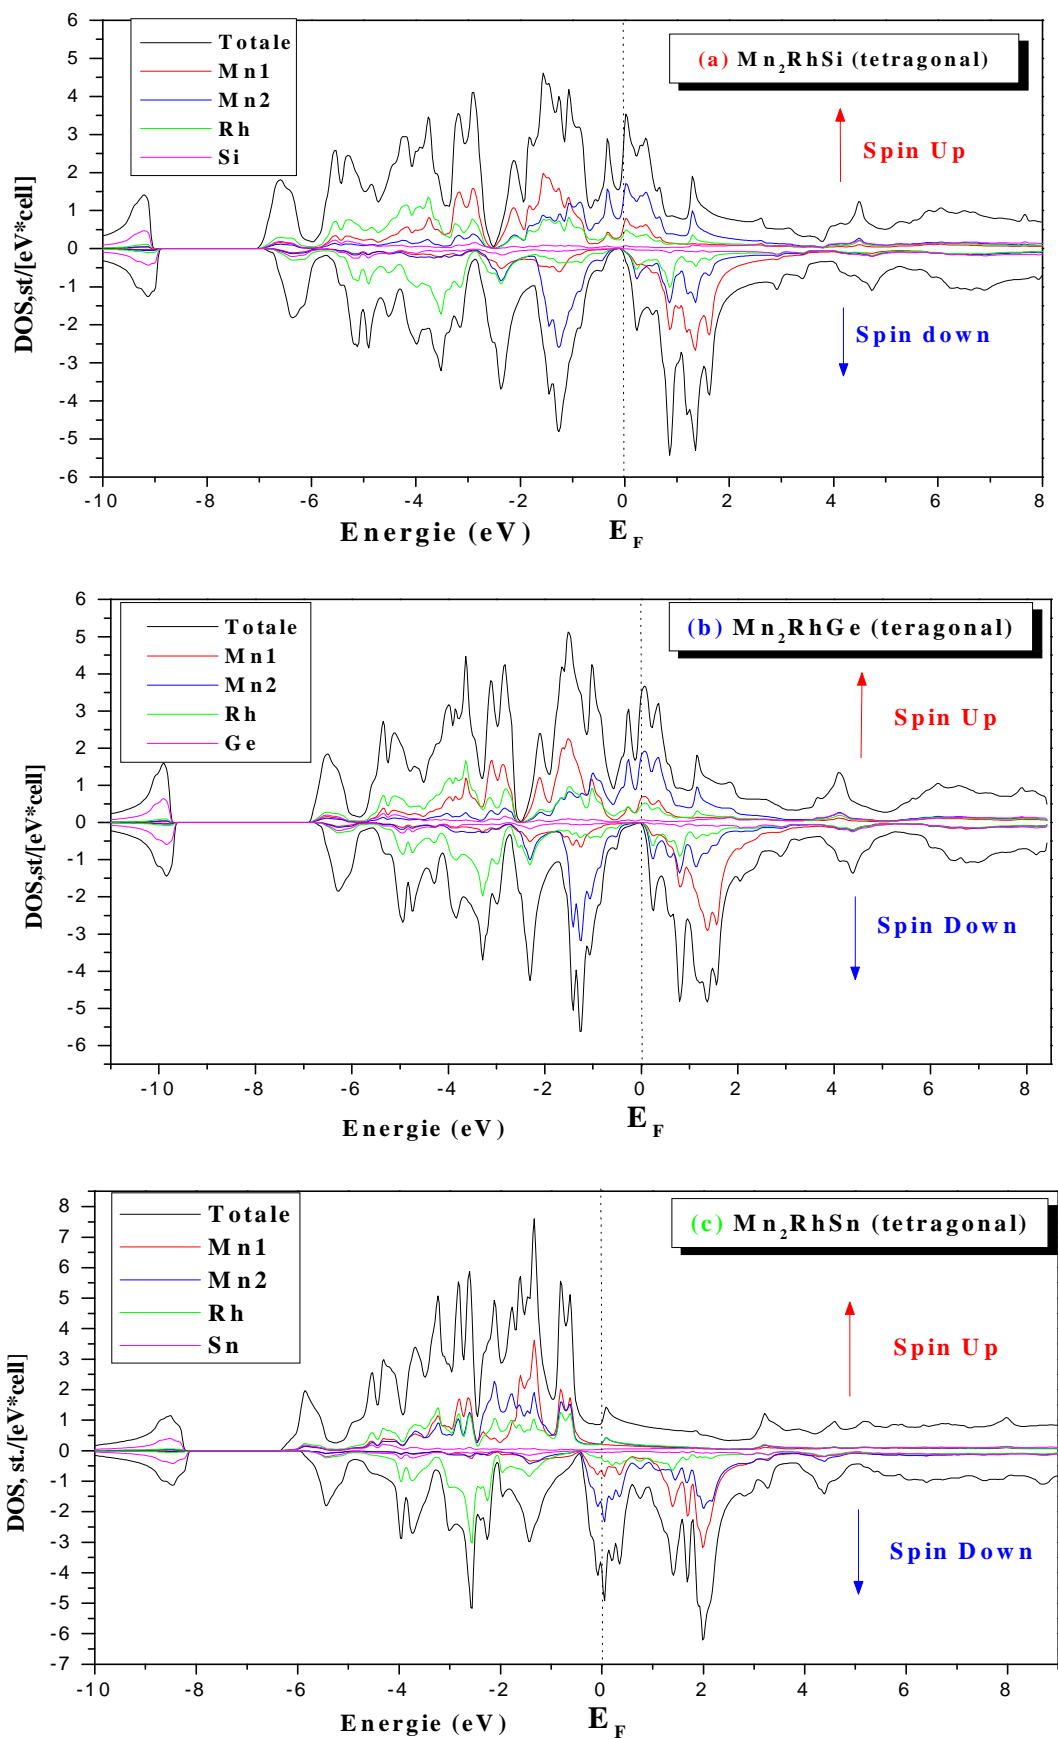 6
5
4
3
2
1
0
-1
-2
-3
-4
-5
-6
DOS,st/[eV*cell]
Totale
Mn1
Mn2
Rh
Si
(a) Mn2RhSi (tetragonal)
Spin Up
Spin down
-10 -8 -6 -4 -2 0 2 4 6 8
Energie (eV) EF
6
5
4
3
2
1
0
-1
-2
-3
-4
-5
-6
DOS,st/[eV*cell]
Totale
Mn1
Mn2
Rh
Ge
(b) Mn2RhGe (teragonal)
Spin Up
Spin Down
-10 -8 -6 -4 -2 0 2 4 6 8
Energie (eV) EF
8
7
6
5
4
3
2
1
0
-1
-2
-3
-4
-5
-6
-7
DOS, st./[eV*cell]
Totale
Mn1
Mn2
Rh
Sn
(c) Mn2RhSn (tetragonal)
Spin Up
Spin Down
-10 -8 -6 -4 -2 0 2 4 6 8
Energie (eV) EF